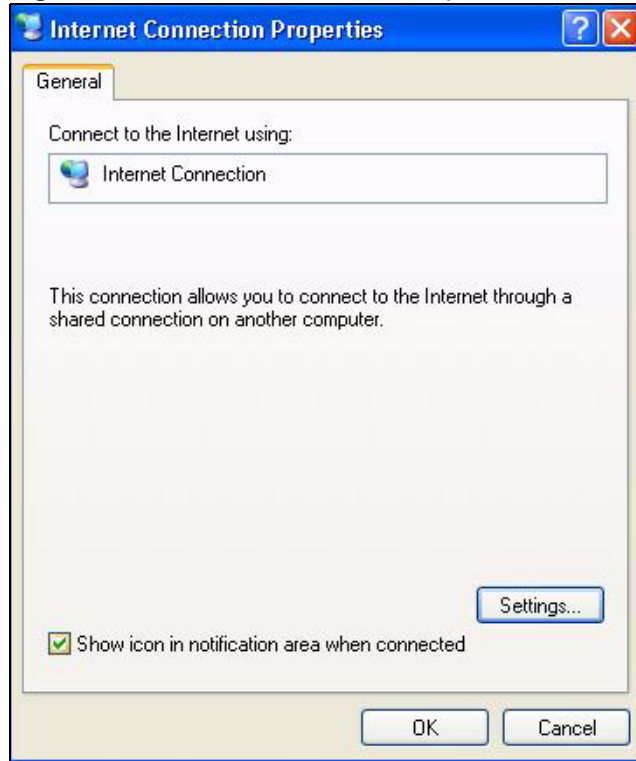 Internet Connection Properties
General
Connect to the Internet using:
Internet Connection
This connection allows you to connect to the Internet through a
shared connection on another computer.
Settings...
Show icon in notification area when connected
OK
Cancel